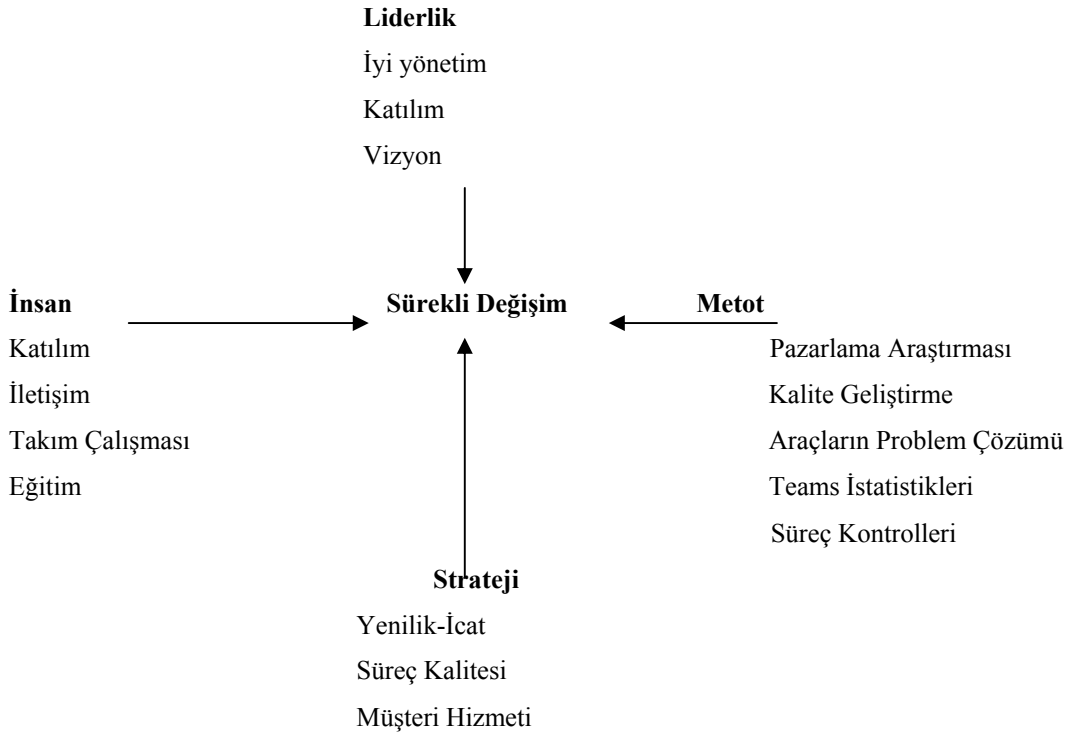 Liderlik
İyi yönetim
Katılım
Vizyon
İnsan
Katılım
İletişim
Takım Çalışması
Eğitim
Sürekli Değişim
Metot
Pazarlama Araştırması
Kalite Geliştirme
Araçların Problem Çözümü
Teams İstatistikleri
Süreç Kontrolleri
Strateji
Yenilik-İcat
Süreç Kalitesi
Müşteri Hizmeti